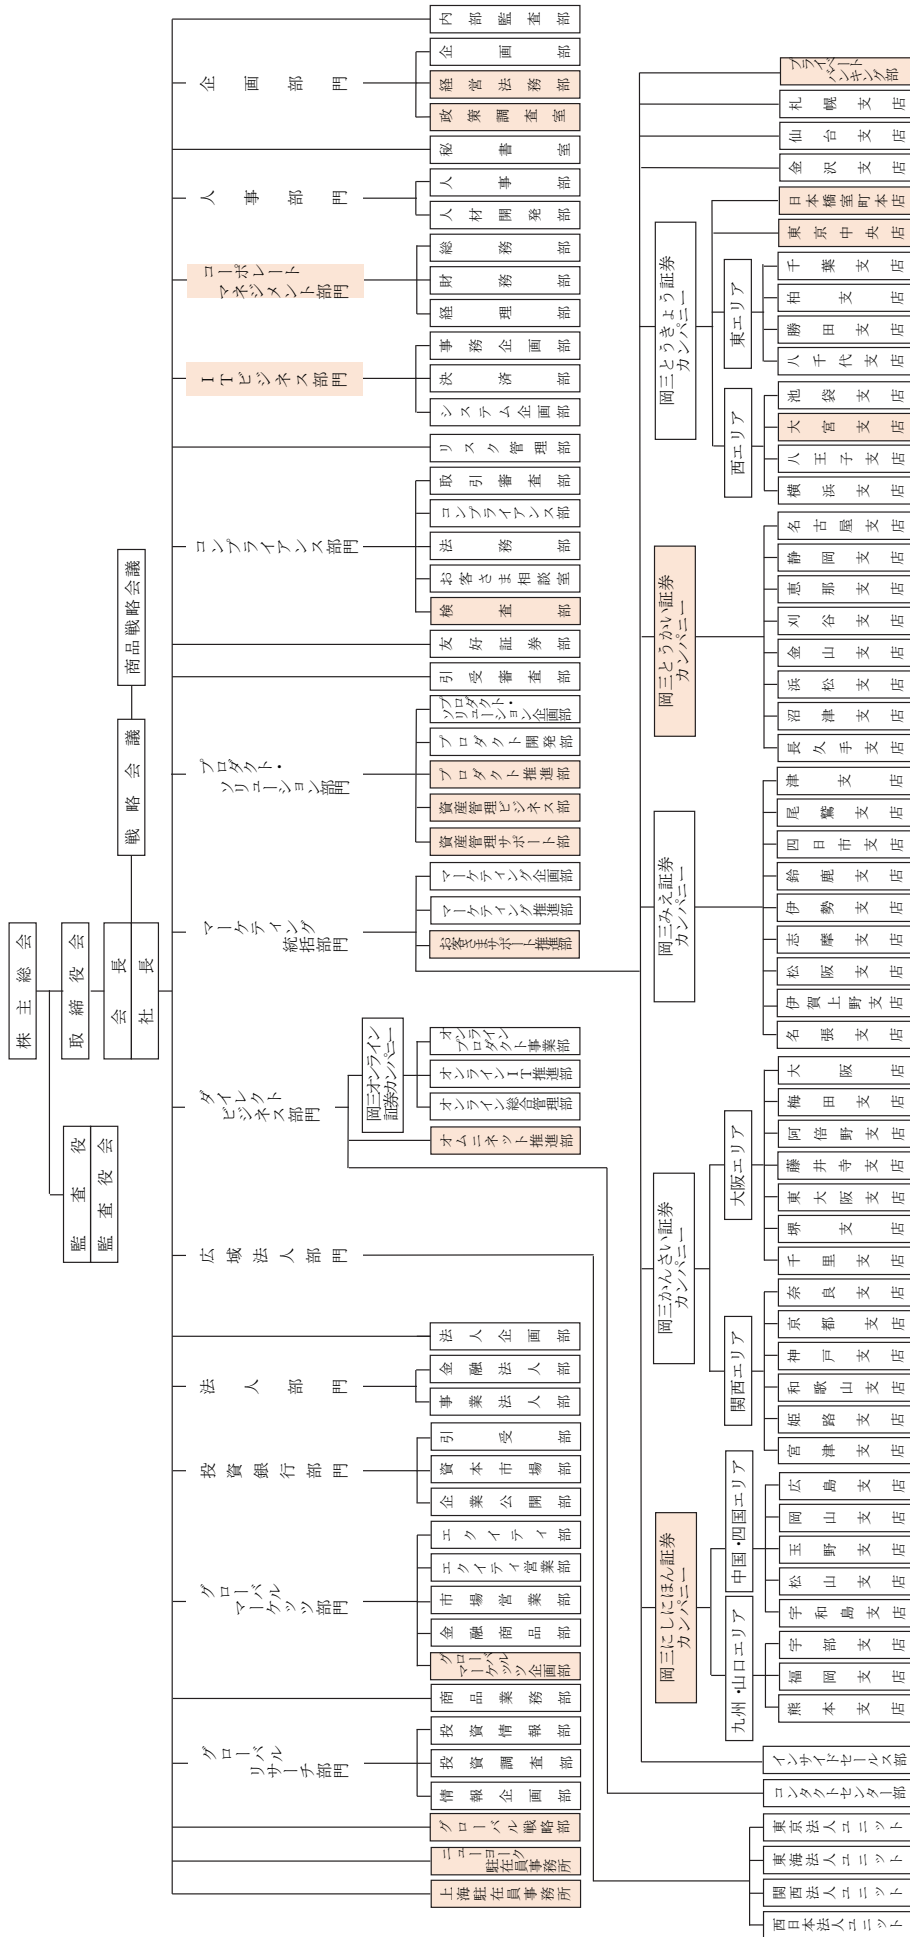 株主総会
監査役
監査役会
取締役会
会長
社長
戦略会議
商品戦略会議
内部監査部
企画部門
企画部
経営法務部
政策調査室
秘書室
人事部門
人事部
人材開発部
コーポレート
マネジメント部門
総務部
財務部
経理部
ITビジネス部門
事務企画部
決済部
システム企画部
リスク管理部
コンプライアンス部門
取引審査部
コンプライアンス部
法務部
お客さま相談室
検査部
友好証券部
引受審査部
プロダクト・
ソリューション部門
プロダクト・
ソリューション企画部
プロダクト開発部
プロダクト推進部
資産管理ビジネス部
資産管理サポート部
マーケティング
統括部門
マーケティング企画部
マーケティング推進部
お客さまサポート推進部
ダイレクト
ビジネス部門
岡三オンライン
証券カンパニー
オンライン
プロダクト事業部
オンラインIT推進部
オンライン総合管理部
オムニネット推進部
広域法人部門
法人部門
法人企画部
金融法人部
事業法人部
投資銀行部門
引受部
資本市場部
企業公開部
グローバル
マーケッツ部門
エクイティ部
エクイティ営業部
市場営業部
金融商品部
グローバル
マーケッツ企画部
商品業務部
グローバル
リサーチ部門
投資情報部
投資調査部
情報企画部
グローバル戦略部
ニューヨーク
駐在員事務所
上海駐在員事務所
プライベート
バンキング部
札幌支店
仙台支店
金沢支店
岡三とうきょう証券
カンパニー
日本橋室町本店
東京中央店
東エリア
千葉支店
柏支店
勝田支店
八千代支店
西エリア
池袋支店
大宮支店
八王子支店
横浜支店
岡三とうかい証券
カンパニー
名古屋支店
静岡支店
恵那支店
刈谷支店
金山支店
浜松支店
沼津支店
長久手支店
岡三みえ証券
カンパニー
津支店
尾鷲支店
四日市支店
鈴鹿支店
伊勢支店
志摩支店
松阪支店
伊賀上野支店
名張支店
岡三かんさい証券
カンパニー
大阪エリア
大阪店
梅田支店
阿倍野支店
藤井寺支店
東大阪支店
堺支店
千里支店
関西エリア
奈良支店
京都支店
神戸支店
和歌山支店
姫路支店
宮津支店
岡三にしにほん証券
カンパニー
中国・四国エリア
広島支店
岡山支店
玉野支店
松山支店
宇和島支店
九州・山口エリア
宇部支店
福岡支店
熊本支店
インサイドセールス部
コンタクトセンター部
東京法人ユニット
東海法人ユニット
関西法人ユニット
西日本法人ユニット